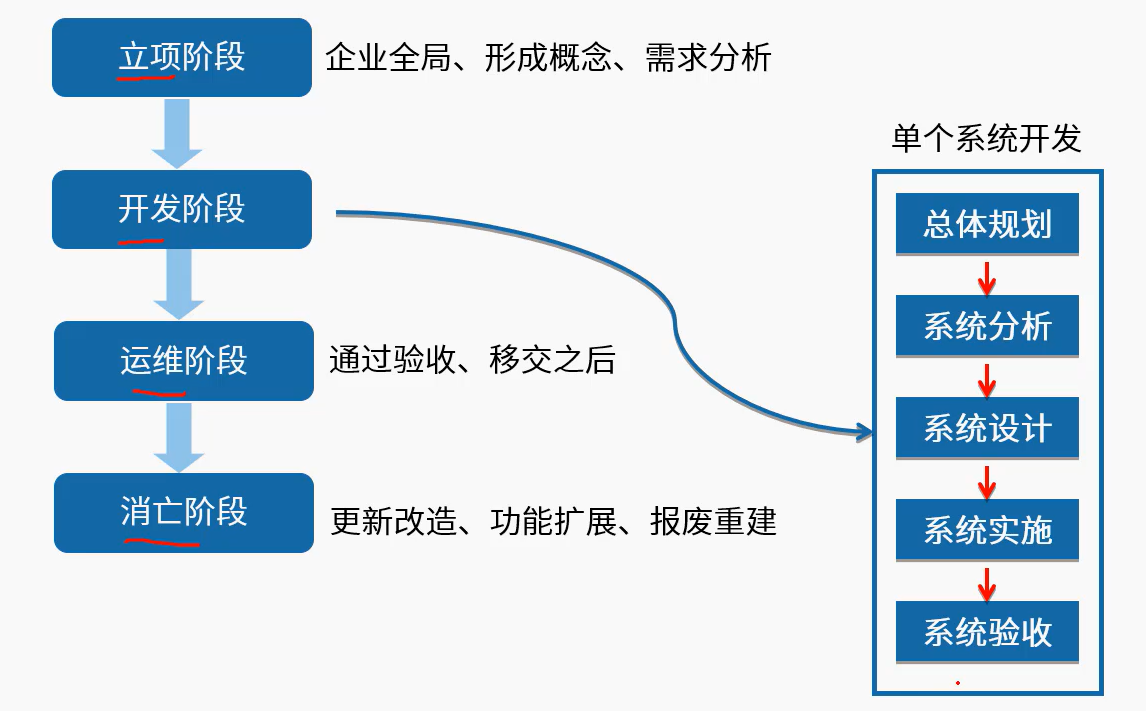 立项阶段
企业全局、形成概念、需求分析
开发阶段
运维阶段
通过验收、移交之后
消亡阶段
更新改造、功能扩展、报废重建
单个系统开发
总体规划
系统分析
系统设计
系统实施
系统验收